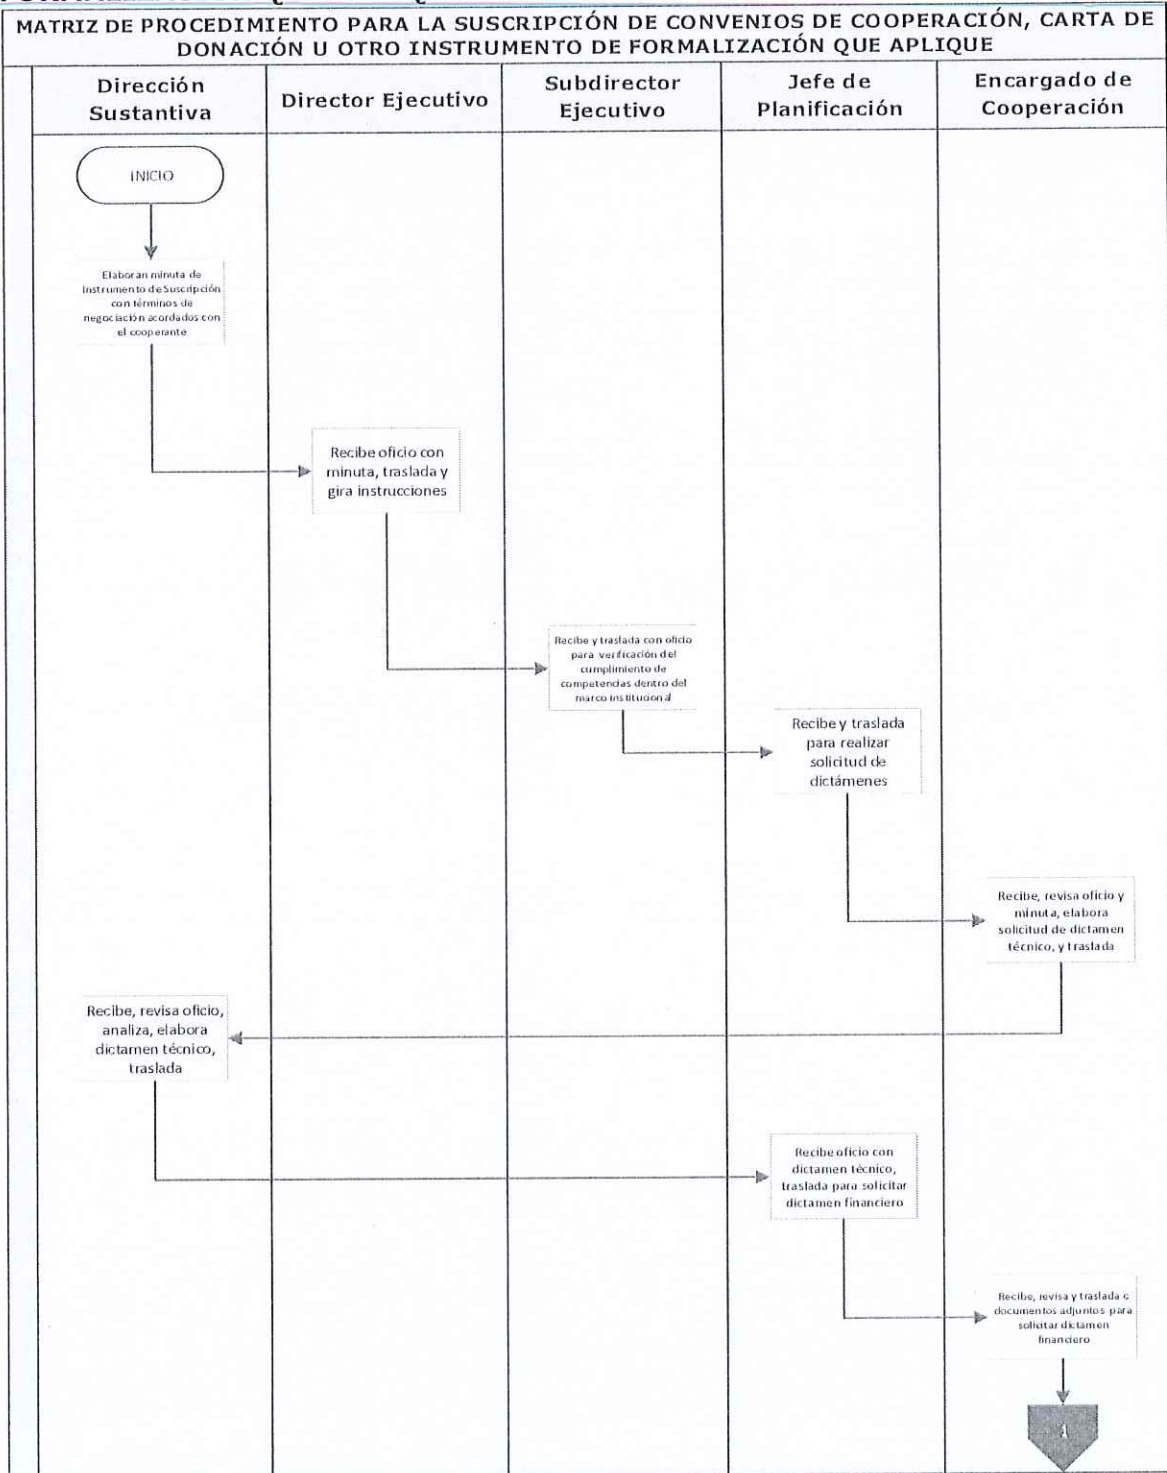 MATRIZ DE PROCEDIMIENTO PARA LA SUSCRIPCIÓN DE CONVENIOS DE COOPERACIÓN, CARTA DE
DONACIÓN U OTRO INSTRUMENTO DE FORMALIZACIÓN QUE APLIQUE
Dirección
Sustantiva
Director Ejecutivo
Subdirector
Ejecutivo
Jefe de
Planificación
Encargado de
Cooperación
INICIO
Elaboran minuta de
Instrumento de Suscripción
con términos de
negociación acordados con
el cooperante
Recibe oficio con
minuta, traslada y
gira instrucciones
Recibe y traslada con oficio
para verificación del
cumplimiento de
competencias dentro del
marco institucional
Recibe y traslada
para realizar
solicitud de
dictámenes
Recibe, revisa oficio y
minuta, elabora
solicitud de dictamen
técnico, y traslada
Recibe, revisa oficio,
analiza, elabora
dictamen técnico,
traslada
Recibe oficio con
dictamen técnico,
traslada para solicitar
dictamen financiero
Recibe, revisa y traslada c
documentos adjuntos para
solicitar dictamen
financiero
1